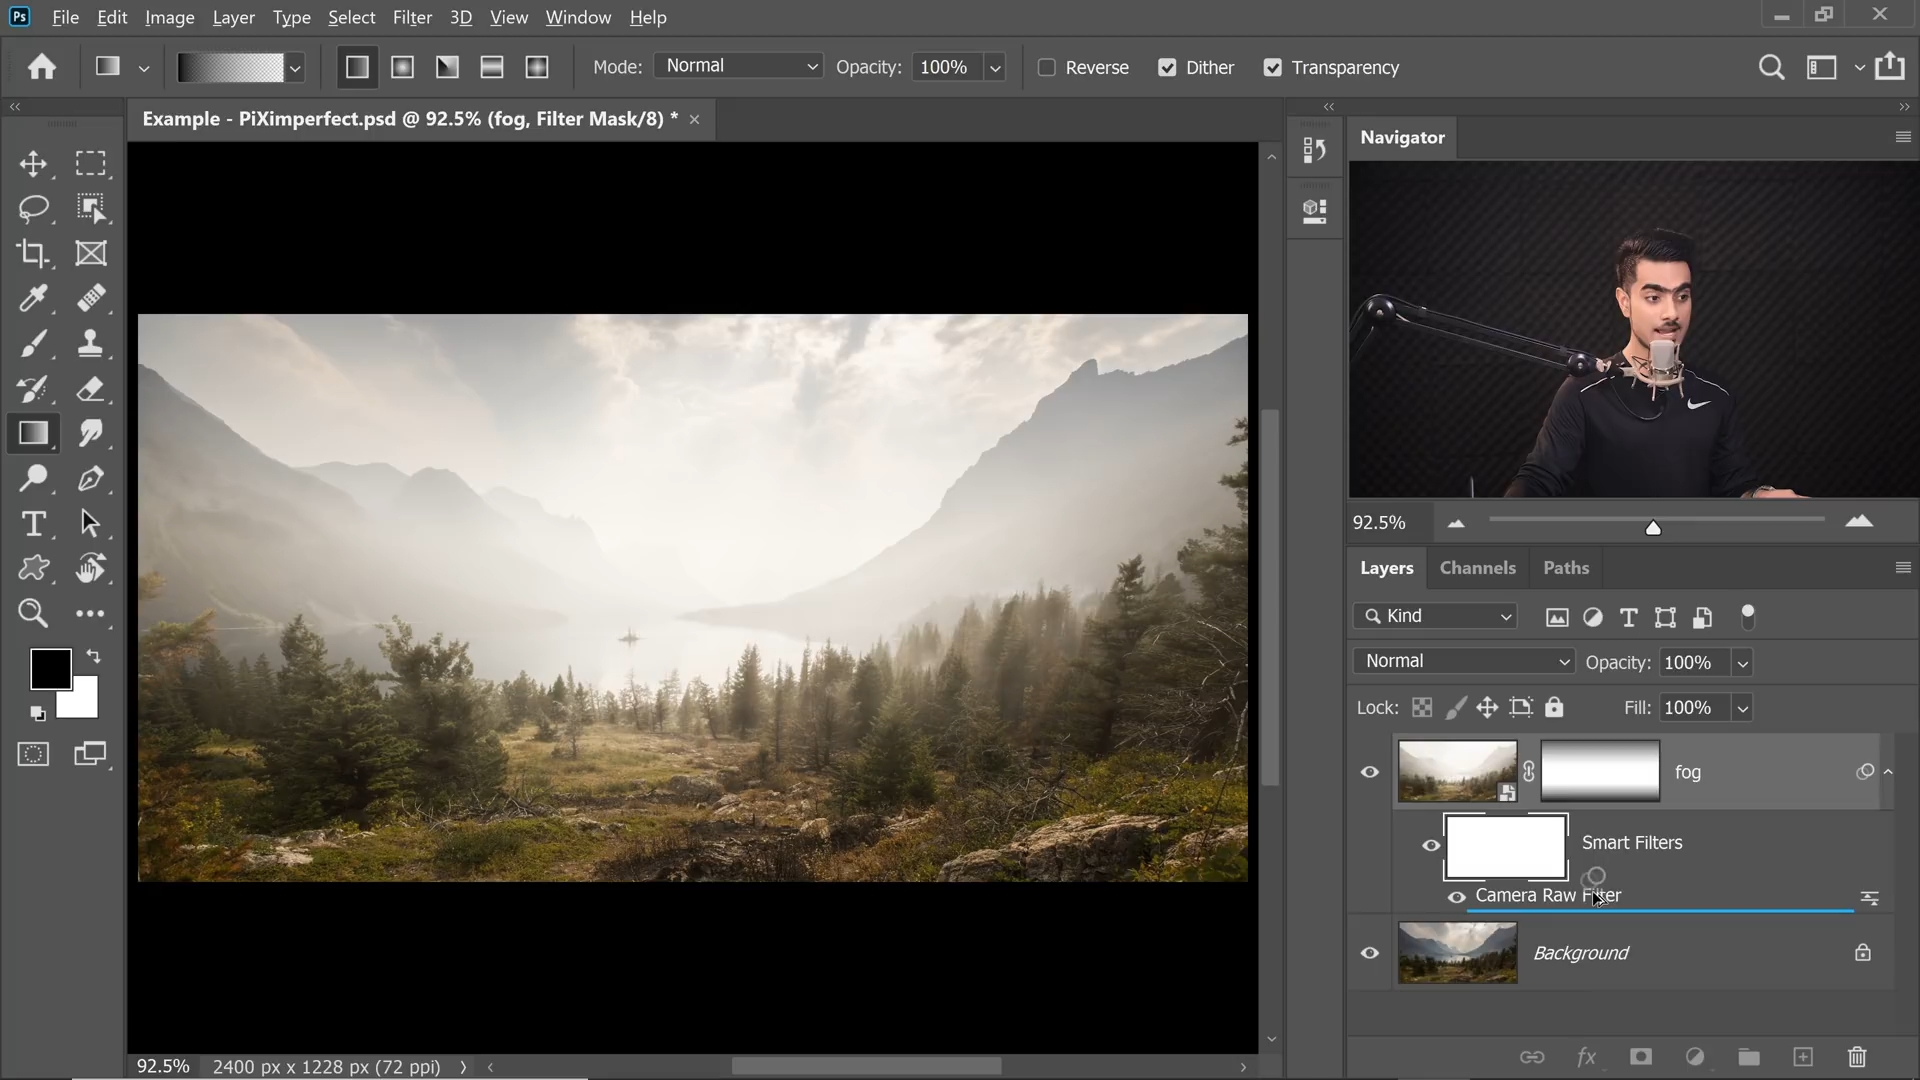 Ps File Edit Image Layer Type Select Filter 3D View Window Help
Mode: Normal Opacity: 100% Reverse Dither Transparency
Example - PiXimperfect.psd @ 92.5% (fog, Filter Mask/8) *
Navigator
92.5%
Layers Channels Paths
Kind
Normal Opacity: 100%
Lock: Fill: 100%
fog
Smart Filters
Camera Raw Filter
Background
92.5% 2400 px x 1228 px (72 ppi)